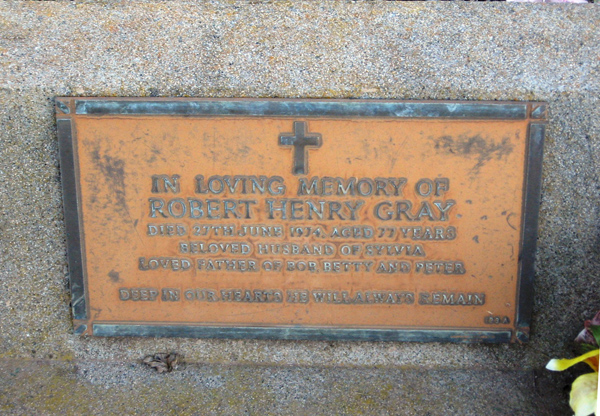 IN LOVING MEMORY OF
ROBERT HENRY GRAY
DIED 27TH JUNE 1974, AGED 77 YEARS
BELOVED HUSBAND OF SYLVIA,
LOVED FATHER OF BOB, BETTY AND PETER
DEEP IN OUR HEARTS HE WILL ALWAYS REMAIN